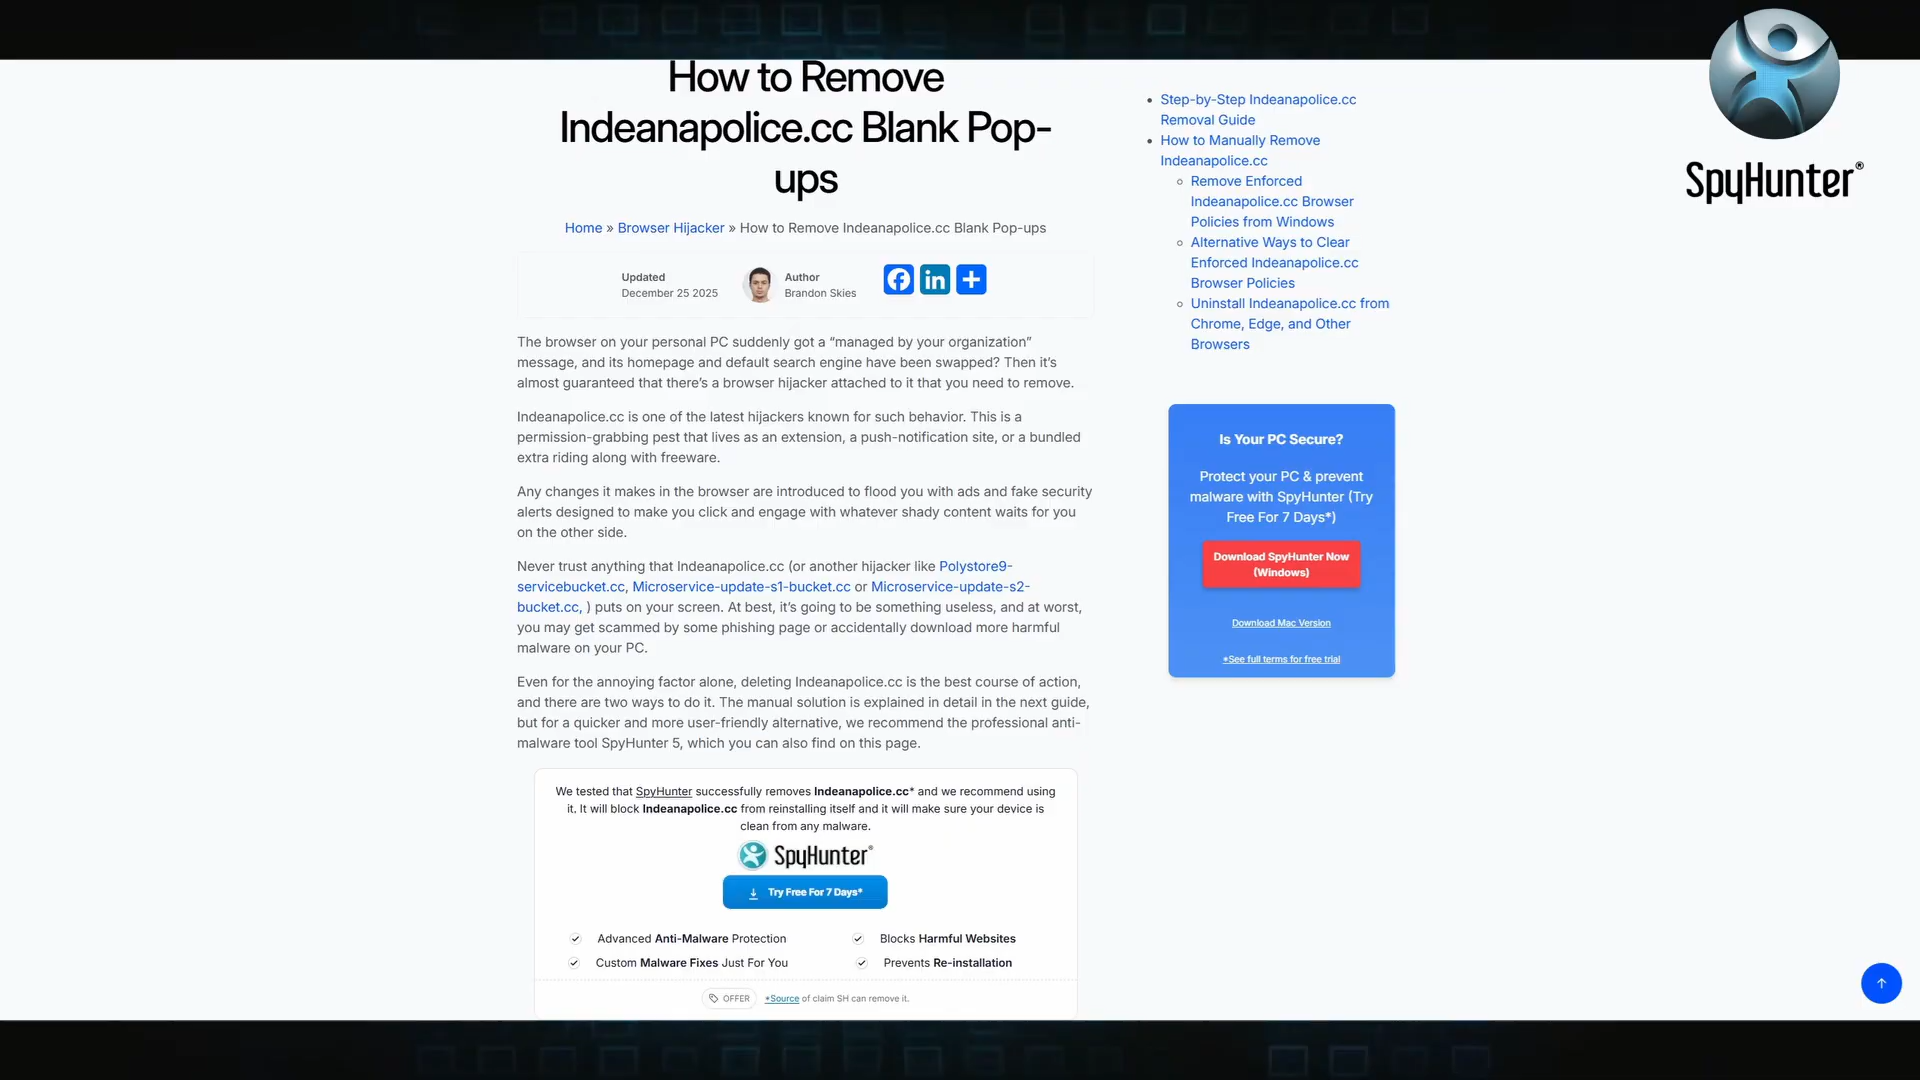 How to Remove
Indeanapolice.cc Blank Pop-
ups
Home » Browser Hijacker » How to Remove Indeanapolice.cc Blank Pop-ups
Updated
December 25 2025
Author
Brandon Skies
The browser on your personal PC suddenly got a “managed by your organization”
message, and its homepage and default search engine have been swapped? Then it’s
almost guaranteed that there’s a browser hijacker attached to it that you need to remove.
Indeanapolice.cc is one of the latest hijackers known for such behavior. This is a
permission-grabbing pest that lives as an extension, a push-notification site, or a bundled
extra riding along with freeware.
Any changes it makes in the browser are introduced to flood you with ads and fake security
alerts designed to make you click and engage with whatever shady content waits for you
on the other side.
Never trust anything that Indeanapolice.cc (or another hijacker like Polystore9-
servicebucket.cc, Microservice-update-s1-bucket.cc or Microservice-update-s2-
bucket.cc, ) puts on your screen. At best, it’s going to be something useless, and at worst,
you may get scammed by some phishing page or accidentally download more harmful
malware on your PC.
Even for the annoying factor alone, deleting Indeanapolice.cc is the best course of action,
and there are two ways to do it. The manual solution is explained in detail in the next guide,
but for a quicker and more user-friendly alternative, we recommend the professional anti-
malware tool SpyHunter 5, which you can also find on this page.
We tested that SpyHunter successfully removes Indeanapolice.cc* and we recommend using
it. It will block Indeanapolice.cc from reinstalling itself and it will make sure your device is
clean from any malware.
SpyHunter®
Try Free For 7 Days*
Advanced Anti-Malware Protection
Blocks Harmful Websites
Custom Malware Fixes Just For You
Prevents Re-installation
OFFER
*Source of claim SH can remove it.
Step-by-Step Indeanapolice.cc
Removal Guide
How to Manually Remove
Indeanapolice.cc
Remove Enforced
Indeanapolice.cc Browser
Policies from Windows
Alternative Ways to Clear
Enforced Indeanapolice.cc
Browser Policies
Uninstall Indeanapolice.cc from
Chrome, Edge, and Other
Browsers
Is Your PC Secure?
Protect your PC & prevent
malware with SpyHunter (Try
Free For 7 Days*)
Download SpyHunter Now
(Windows)
Download Mac Version
*See full terms for free trial
SpyHunter®